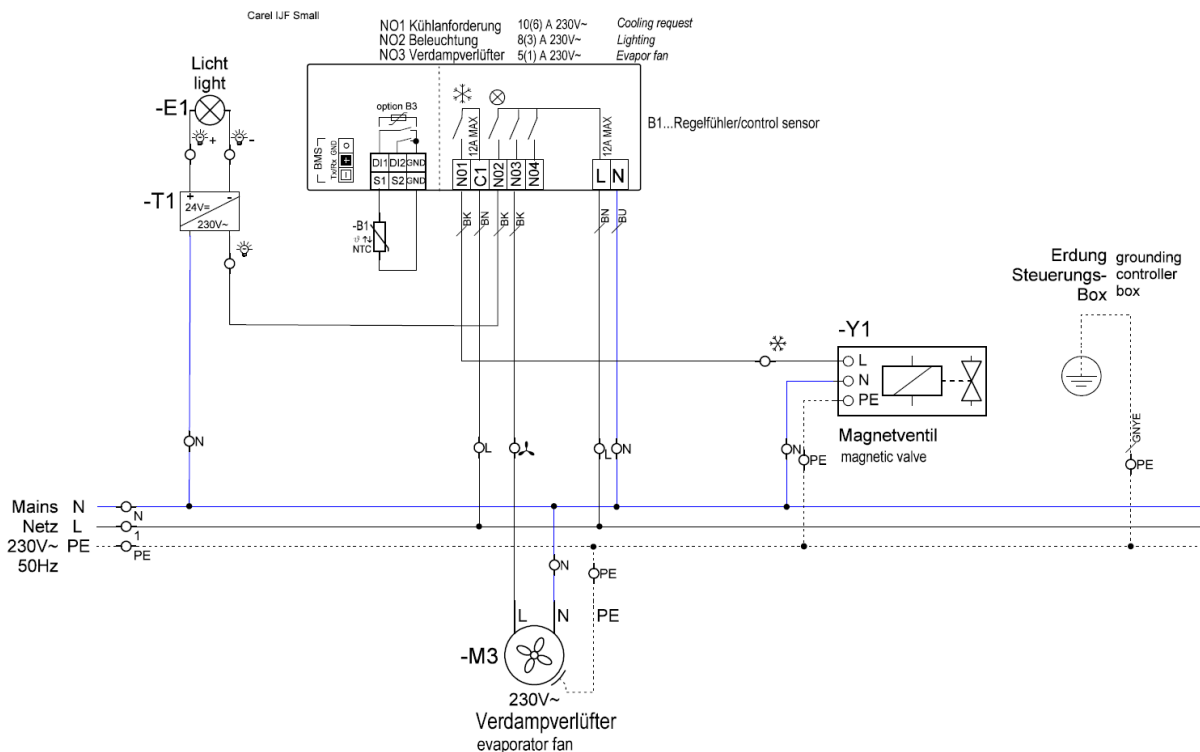 Carel IJF Small
NO1 Kühlanforderung 10(6) A 230V~ Cooling request
NO2 Beleuchtung 8(3) A 230V~ Lighting
NO3 Verdampverlüfter 5(1) A 230V~ Evapor fan
Licht
light
-E1
+
-
option B3
12A MAX
12A MAX
B1...Regelfühler/control sensor
BMS
Tx/Rx GND
DI1 DI2 GND
S1 S2 GND
N01 C1 N02 N03 N04
L N
-T1
+ -
24V=
230V~
-B1
NTC
BK BN BK BK BN BU
Erdung
Steuerungs-
Box
grounding
controller
box
-Y1
L
N
PE
Magnetventil
magnetic valve
GNYE
N
L
L
N
N
PE
PE
Mains N
Netz L
230V~ PE
50Hz
N
1
PE
N
PE
L N PE
-M3
230V~
Verdampverlüfter
evaporator fan